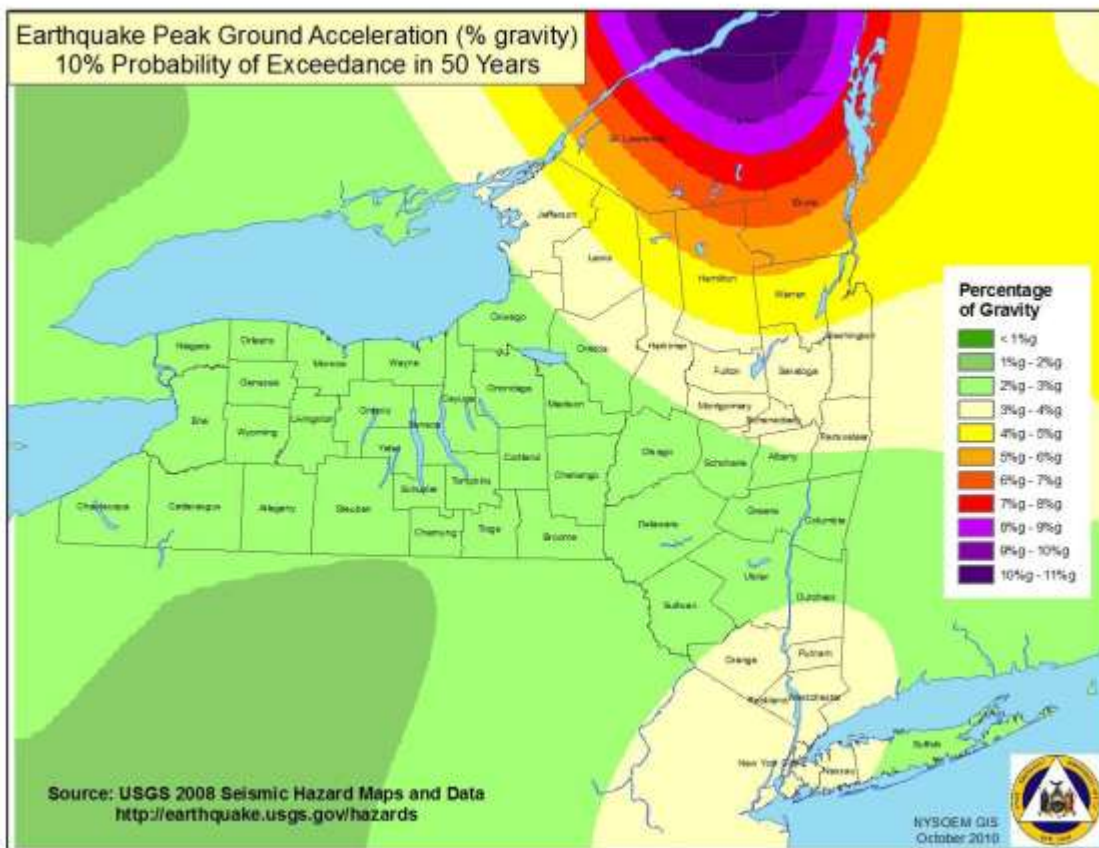 Earthquake Peak Ground Acceleration (% gravity)
10% Probability of Exceedance in 50 Years
St Lawrence
Essex
Jefferson
Lewis
Hamilton
Warren
Washington
Oswego
Oneida
Herkimer
Fulton
Saratoga
Niagara
Orleans
Monroe
Wayne
Genesee
Cayuga
Onondaga
Madison
Montgomery
Schenectady
Rensselaer
Erie
Wyoming
Livingston
Ontario
Seneca
Yates
Cortland
Chenango
Otsego
Schoharie
Albany
Schuyler
Tompkins
Chautauqua
Cattaraugus
Allegany
Steuben
Chemung
Tioga
Broome
Delaware
Greene
Columbia
Ulster
Sullivan
Dutchess
Orange
Putnam
Rockland
Westchester
New York
Nassau
Suffolk
Percentage
of Gravity
< 1%g
1%g - 2%g
2%g - 3%g
3%g - 4%g
4%g - 5%g
5%g - 6%g
6%g - 7%g
7%g - 8%g
8%g - 9%g
9%g - 10%g
10%g - 11%g
Source: USGS 2008 Seismic Hazard Maps and Data
http://earthquake.usgs.gov/hazards
NYSOEM GIS
October 2010